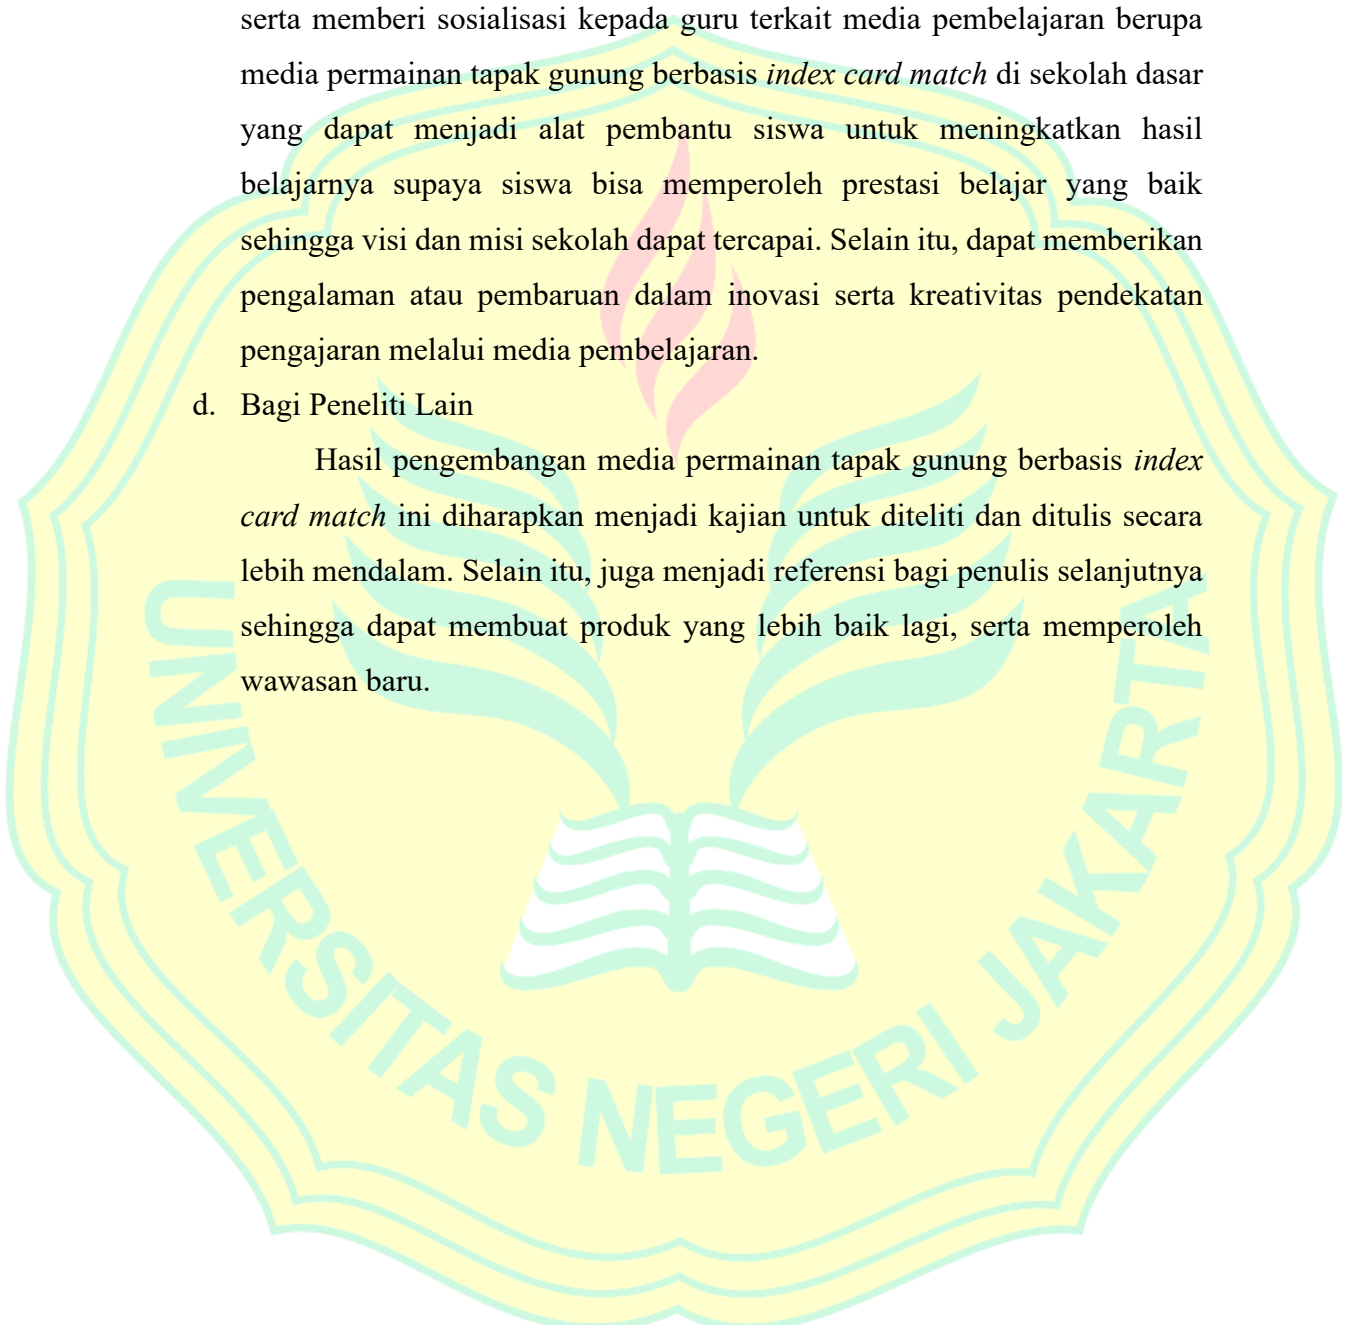 serta memberi sosialisasi kepada guru terkait media pembelajaran berupa
media permainan tapak gunung berbasis index card match di sekolah dasar
yang dapat menjadi alat pembantu siswa untuk meningkatkan hasil
belajarnya supaya siswa bisa memperoleh prestasi belajar yang baik
sehingga visi dan misi sekolah dapat tercapai. Selain itu, dapat memberikan
pengalaman atau pembaruan dalam inovasi serta kreativitas pendekatan
pengajaran melalui media pembelajaran.
d. Bagi Peneliti Lain
Hasil pengembangan media permainan tapak gunung berbasis index
card match ini diharapkan menjadi kajian untuk diteliti dan ditulis secara
lebih mendalam. Selain itu, juga menjadi referensi bagi penulis selanjutnya
sehingga dapat membuat produk yang lebih baik lagi, serta memperoleh
wawasan baru.
UNIVERSITAS NEGERI JAKARTA